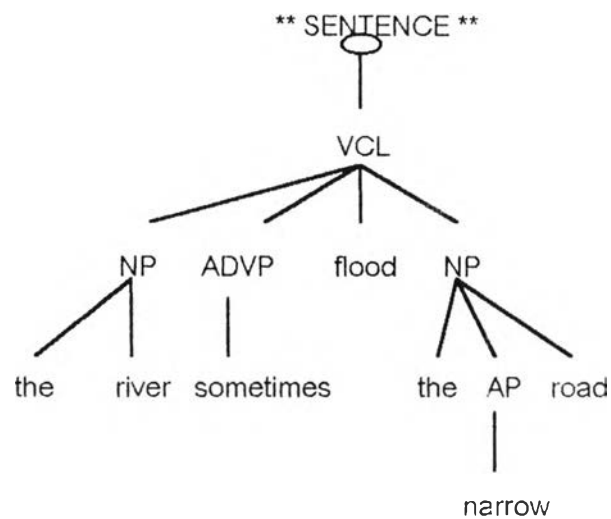 ** SENTENCE **
VCL
NP ADVP flood NP
the river sometimes the AP road
narrow